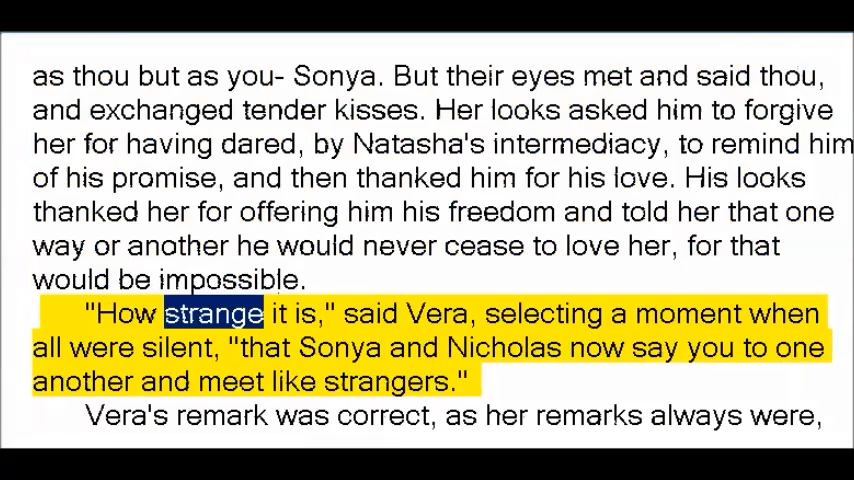 as thou but as you- Sonya. But their eyes met and said thou,
and exchanged tender kisses. Her looks asked him to forgive
her for having dared, by Natasha's intermediacy, to remind him
of his promise, and then thanked him for his love. His looks
thanked her for offering him his freedom and told her that one
way or another he would never cease to love her, for that
would be impossible.
"How strange it is," said Vera, selecting a moment when
all were silent, "that Sonya and Nicholas now say you to one
another and meet like strangers."
Vera's remark was correct, as her remarks always were,